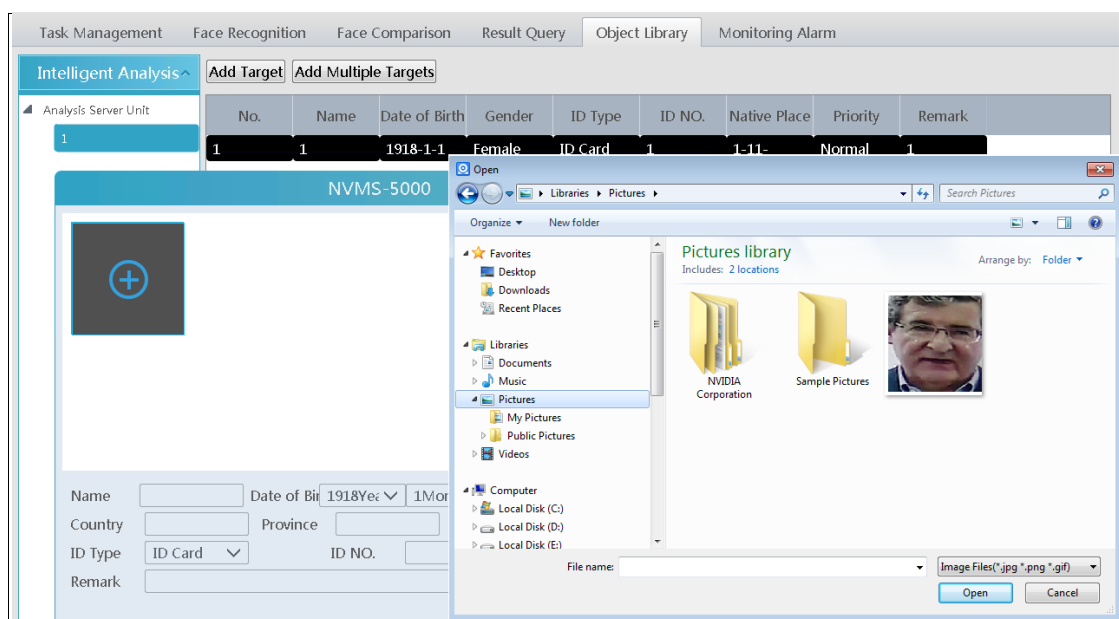 Task Management Face Recognition Face Comparison Result Query Object Library Monitoring Alarm
Intelligent Analysis Add Target Add Multiple Targets
Analysis Server Unit
No. Name Date of Birth Gender ID Type ID NO. Native Place Priority Remark
1
1 1 1918-1-1 Female ID Card 1 1-11- Normal 1
NVMS-5000
Open
Libraries Pictures
Search Pictures
Organize New folder
Favorites
Desktop
Downloads
Recent Places
Libraries
Documents
Music
Pictures
My Pictures
Public Pictures
Videos
Computer
Local Disk (C:)
Local Disk (D:)
Local Disk (E:)
Pictures library
Includes: 2 locations
Arrange by: Folder
NVIDIA
Corporation
Sample Pictures
File name:
Image Files(*.jpg *.png *.gif)
Open Cancel
Name Date of Bir 1918Yea 1Mor
Country Province
ID Type ID Card ID NO.
Remark